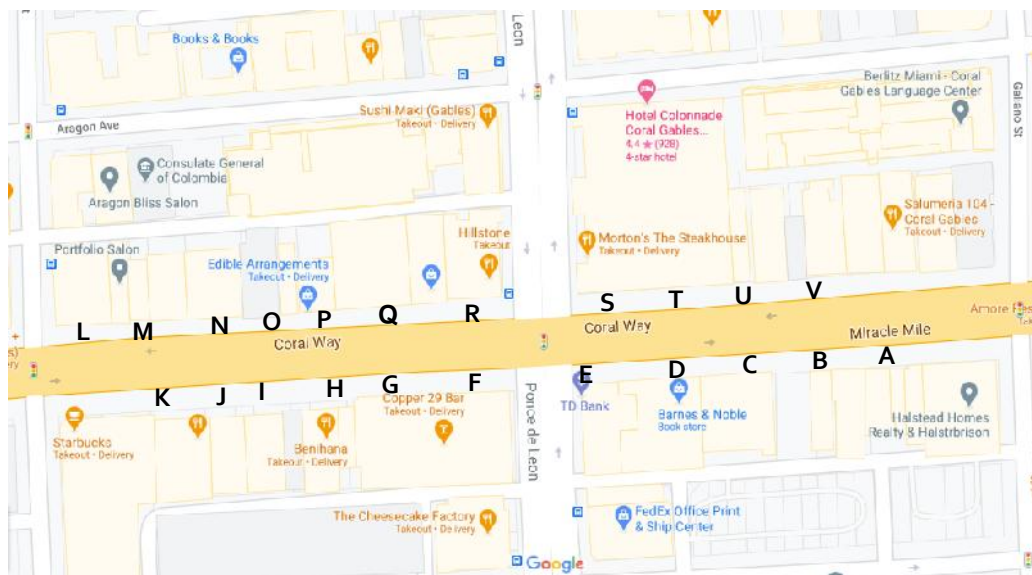 Leon
Books & Books
Aragon Ave
Sushi Maki (Gables)
Takeout · Delivery
Hotel Colonnade
Coral Gables...
4.4 ★ (928)
4-star hotel
Berlitz Miami - Coral
Gables Language Center
Galiano St
Consulate General
of Colombia
Aragon Bliss Salon
Salumeria 104 -
Coral Gables
Takeout · Delivery
Portfolio Salon
Edible Arrangements
Takeout · Delivery
Hillstone
Takeout
Morton's The Steakhouse
Takeout · Delivery
L M N O P Q R S T U V
Coral Way
Coral Way
Miracle Mile
Amore
K J I H G F E D C B A
Starbucks
Takeout · Delivery
Benihana
Takeout · Delivery
Copper 29 Bar
Takeout · Delivery
Ponce de Leon
TD Bank
Barnes & Noble
Book store
Halstead Homes
Realty & Halstrbrison
The Cheesecake Factory
Takeout · Delivery
FedEx Office Print
& Ship Center
Google